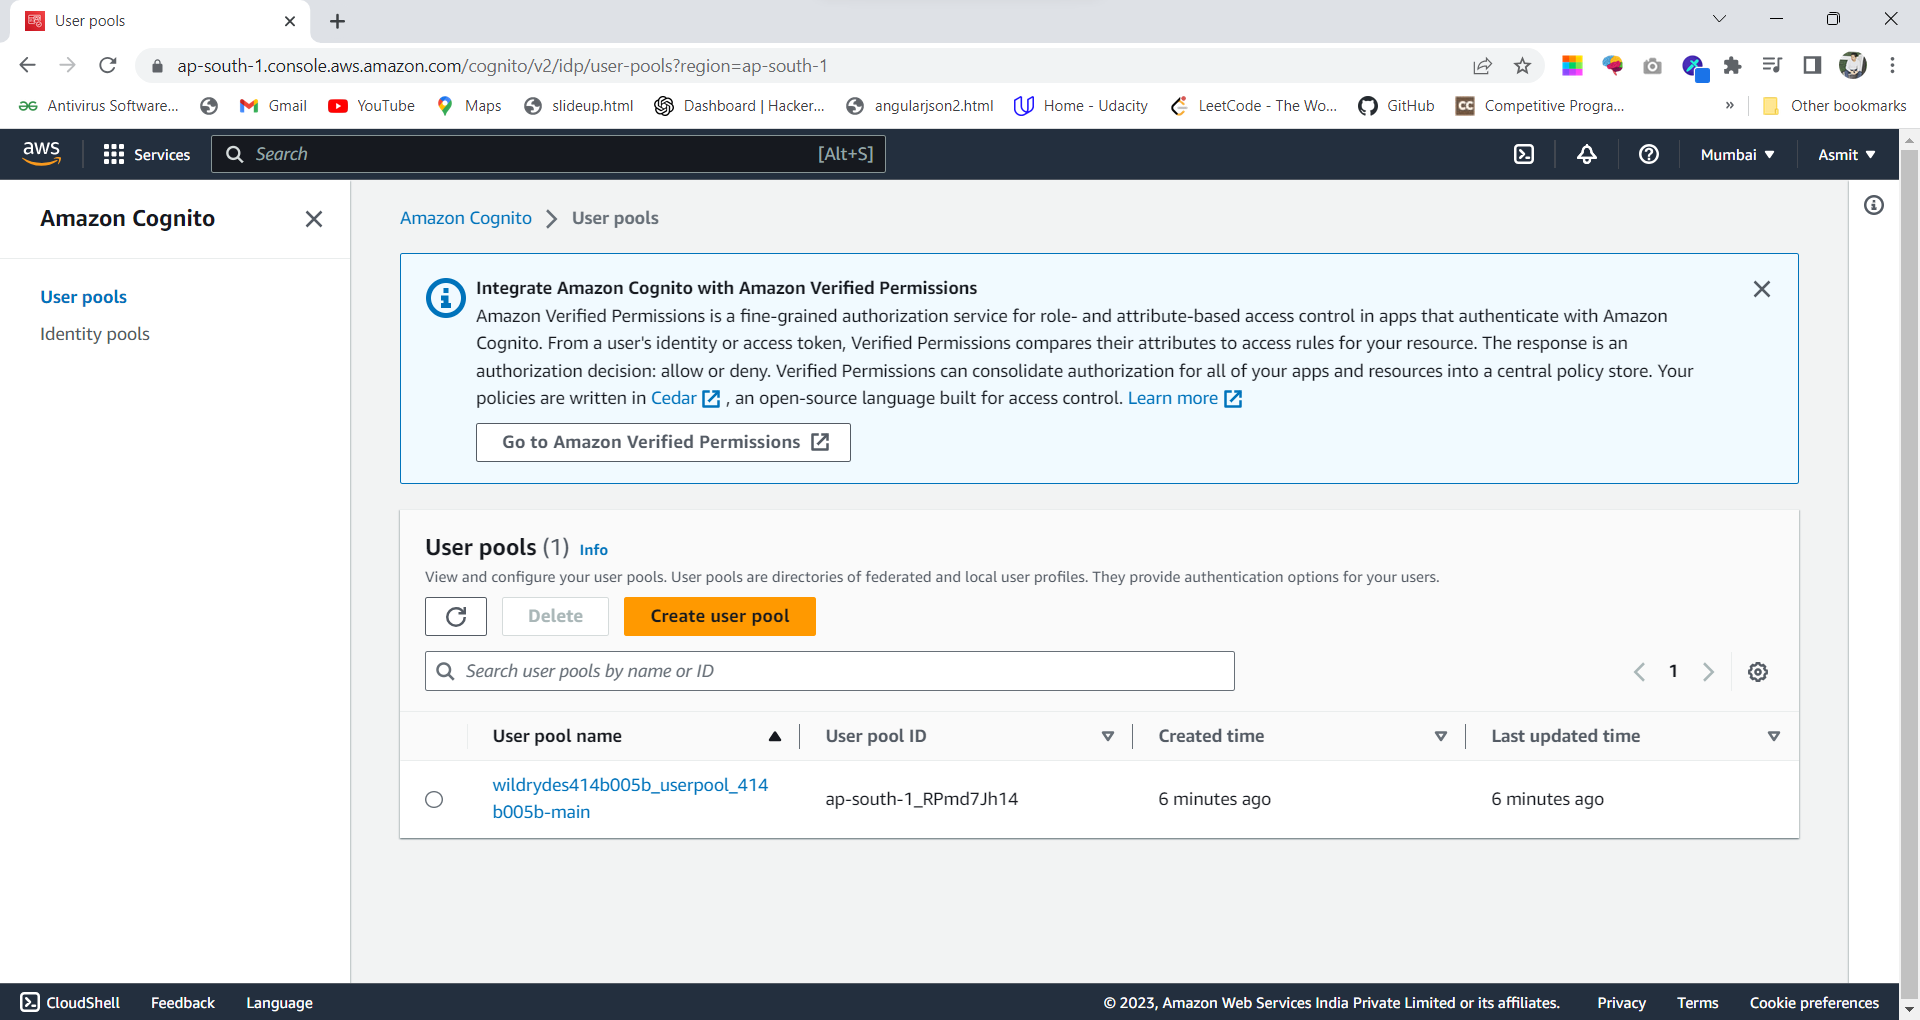 User pools
ap-south-1.console.aws.amazon.com/cognito/v2/idp/user-pools?region=ap-south-1
Antivirus Software... Gmail YouTube Maps slideup.html Dashboard | Hacker... angularjson2.html Home - Udacity LeetCode - The Wo... GitHub CC Competitive Progra... » Other bookmarks
aws Services Search [Alt+S] Mumbai Asmit
Amazon Cognito
User pools
Identity pools
Amazon Cognito User pools
Integrate Amazon Cognito with Amazon Verified Permissions
Amazon Verified Permissions is a fine-grained authorization service for role- and attribute-based access control in apps that authenticate with Amazon
Cognito. From a user's identity or access token, Verified Permissions compares their attributes to access rules for your resource. The response is an
authorization decision: allow or deny. Verified Permissions can consolidate authorization for all of your apps and resources into a central policy store. Your
policies are written in Cedar , an open-source language built for access control. Learn more
Go to Amazon Verified Permissions
User pools (1) Info
View and configure your user pools. User pools are directories of federated and local user profiles. They provide authentication options for your users.
Delete Create user pool
Search user pools by name or ID 1
User pool name User pool ID Created time Last updated time
wildrydes414b005b_userpool_414
b005b-main ap-south-1_RPmd7Jh14 6 minutes ago 6 minutes ago
CloudShell Feedback Language © 2023, Amazon Web Services India Private Limited or its affiliates. Privacy Terms Cookie preferences